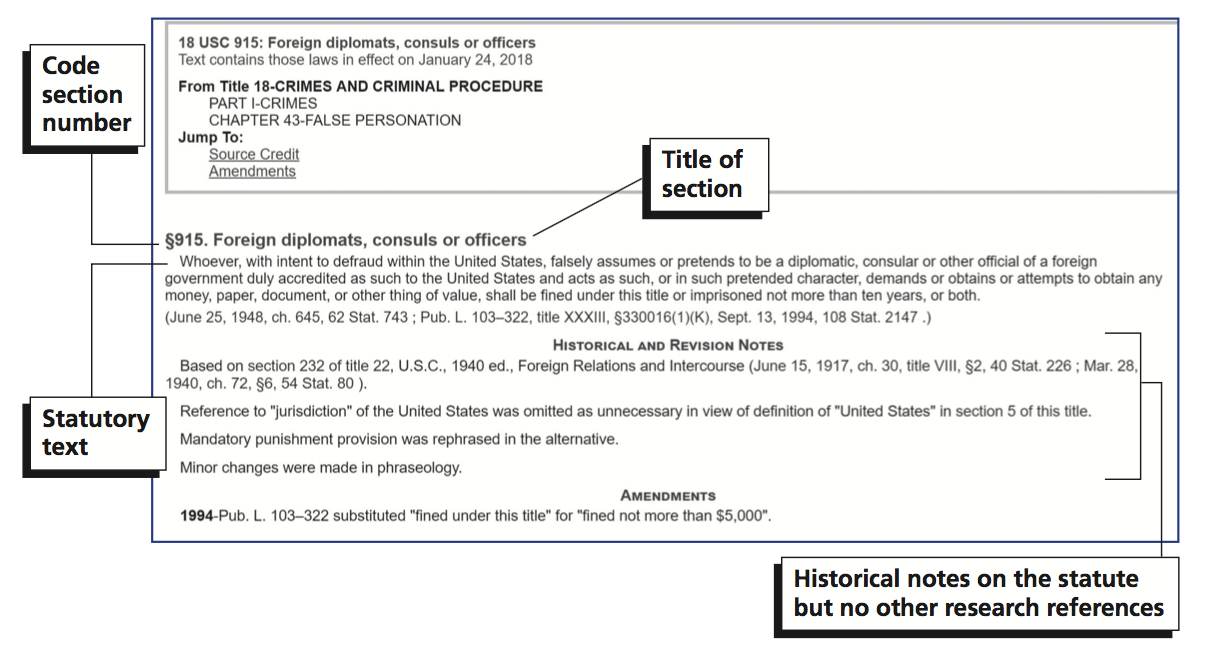 18 USC 915: Foreign diplomats, consuls or officers
Text contains those laws in effect on January 24, 2018
From Title 18-CRIMES AND CRIMINAL PROCEDURE
PART I-CRIMES
CHAPTER 43-FALSE PERSONATION
Jump To:
Source Credit
Amendments
Code
section
number
Title of
section
§915. Foreign diplomats, consuls or officers
Whoever, with intent to defraud within the United States, falsely assumes or pretends to be a diplomatic, consular or other official of a foreign
government duly accredited as such to the United States and acts as such, or in such pretended character, demands or obtains or attempts to obtain any
money, paper, document, or other thing of value, shall be fined under this title or imprisoned not more than ten years, or both.
(June 25, 1948, ch. 645, 62 Stat. 743 ; Pub. L. 103–322, title XXXIII, §330016(1)(K), Sept. 13, 1994, 108 Stat. 2147 .)
HISTORICAL AND REVISION NOTES
Based on section 232 of title 22, U.S.C., 1940 ed., Foreign Relations and Intercourse (June 15, 1917, ch. 30, title VIII, §2, 40 Stat. 226 ; Mar. 28,
1940, ch. 72, §6, 54 Stat. 80 ).
Reference to "jurisdiction" of the United States was omitted as unnecessary in view of definition of "United States" in section 5 of this title.
Mandatory punishment provision was rephrased in the alternative.
Minor changes were made in phraseology.
Statutory
text
AMENDMENTS
1994-Pub. L. 103–322 substituted "fined under this title" for "fined not more than $5,000".
Historical notes on the statute
but no other research references